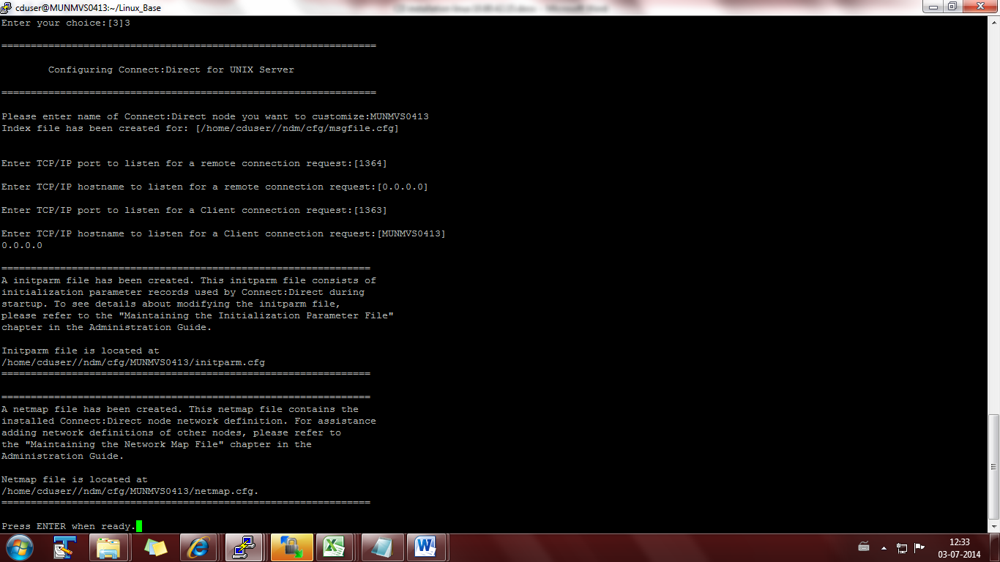 cduser@MUNMVS0413:~/Linux_Base
Enter your choice:[3]3
================================================================
Configuring Connect:Direct for UNIX Server
================================================================
Please enter name of Connect:Direct node you want to customize:MUNMVS0413
Index file has been created for: [/home/cduser//ndm/cfg/msgfile.cfg]
Enter TCP/IP port to listen for a remote connection request:[1364]
Enter TCP/IP hostname to listen for a remote connection request:[0.0.0.0]
Enter TCP/IP port to listen for a Client connection request:[1363]
Enter TCP/IP hostname to listen for a Client connection request:[MUNMVS0413]
0.0.0.0
===============================================================
A initparm file has been created. This initparm file consists of
initialization parameter records used by Connect:Direct during
startup. To see details about modifying the initparm file,
please refer to the "Maintaining the Initialization Parameter File"
chapter in the Administration Guide.
Initparm file is located at
/home/cduser//ndm/cfg/MUNMVS0413/initparm.cfg
===============================================================
===============================================================
A netmap file has been created. This netmap file contains the
installed Connect:Direct node network definition. For assistance
adding network definitions of other nodes, please refer to
the "Maintaining the Network Map File" chapter in the
Administration Guide.
Netmap file is located at
/home/cduser//ndm/cfg/MUNMVS0413/netmap.cfg.
===============================================================
Press ENTER when ready.
12:33
03-07-2014